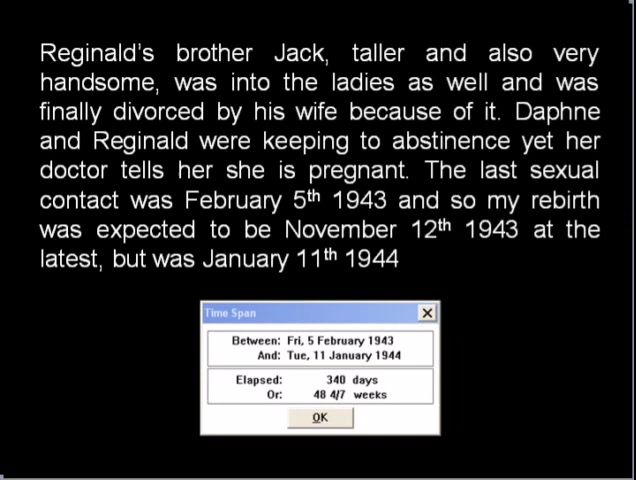 Reginald's brother Jack, taller and also very
handsome, was into the ladies as well and was
finally divorced by his wife because of it. Daphne
and Reginald were keeping to abstinence yet her
doctor tells her she is pregnant. The last sexual
contact was February 5th 1943 and so my rebirth
was expected to be November 12th 1943 at the
latest, but was January 11th 1944
Time Span
Between: Fri, 5 February 1943
And: Tue, 11 January 1944
Elapsed: 340 days
Or: 48 4/7 weeks
OK